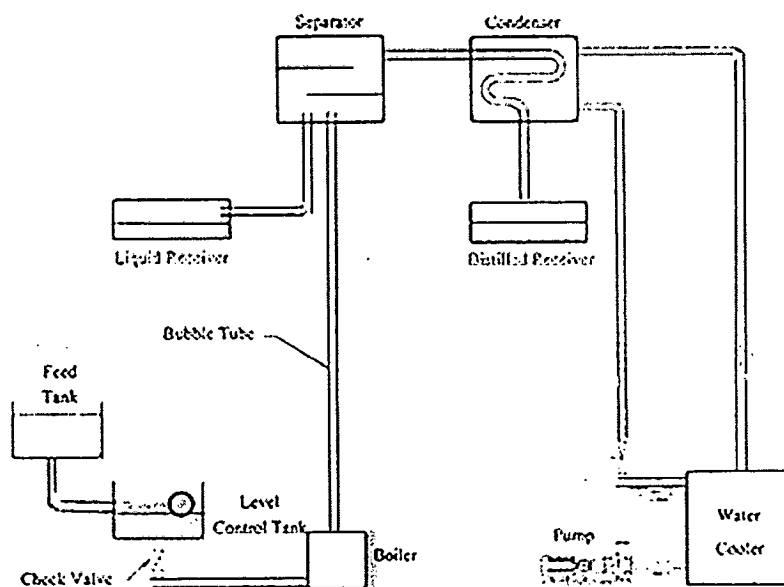 Separator
Condenser
Liquid Receiver
Distilled Receiver
Bubble Tube
Feed
Tank
Level
Control Tank
Boiler
Check Valve
Pump
Water
Cooler